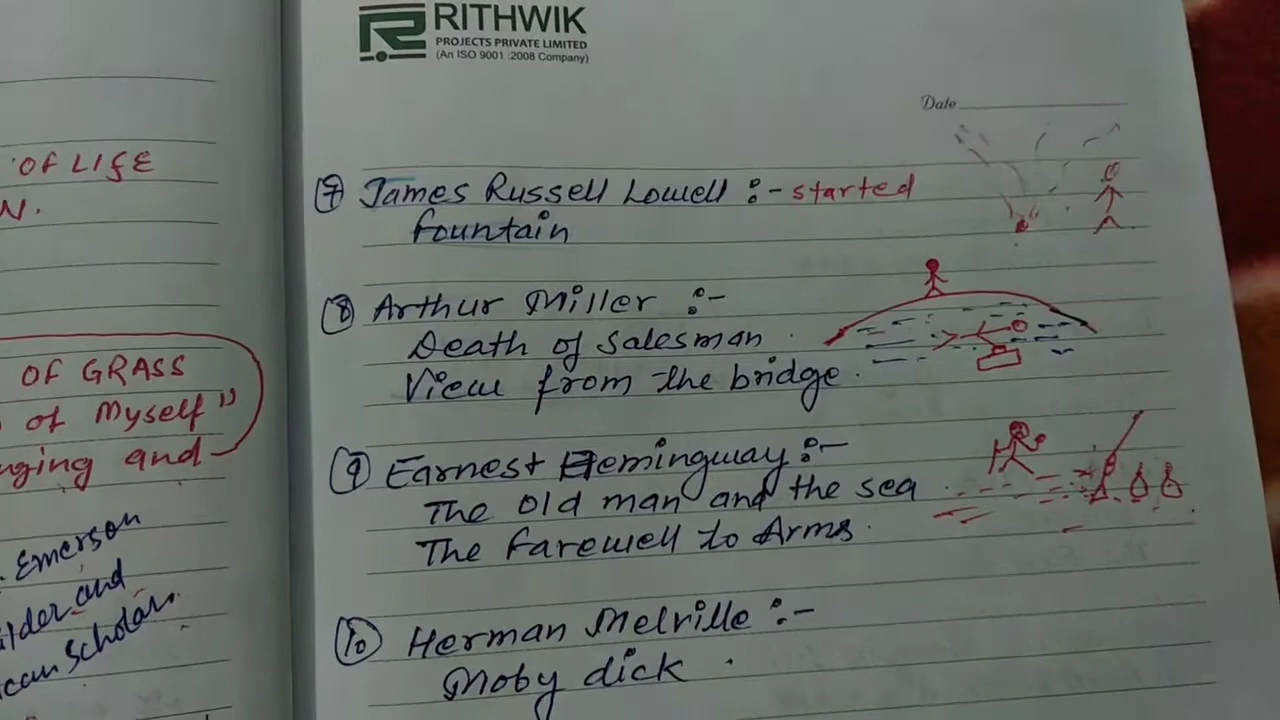 OF LIFE
N.
OF GRASS
of Myself"
nging and
Emerson
ilder and
can Scholar.
RITHWIK
PROJECTS PRIVATE LIMITED
(An ISO 9001 :2008 Company)
Date
⑦ James Russell Lowell :- started
fountain
⑧ Arthur Miller :-
Death of Salesman
View from the bridge.
⑨ Earnest Hemingway :-
The Old man and the sea
The Farewell to Arms.
⑩ Herman Melville :-
Moby dick.